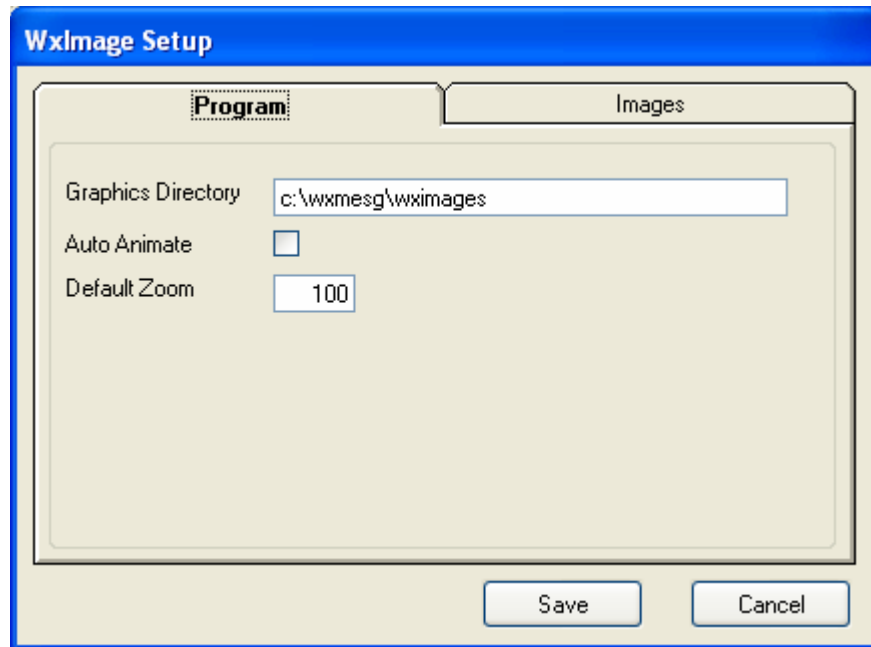 WxImage Setup
Program Images
Graphics Directory c:\wxmesg\wximages
Auto Animate
Default Zoom 100
Save Cancel